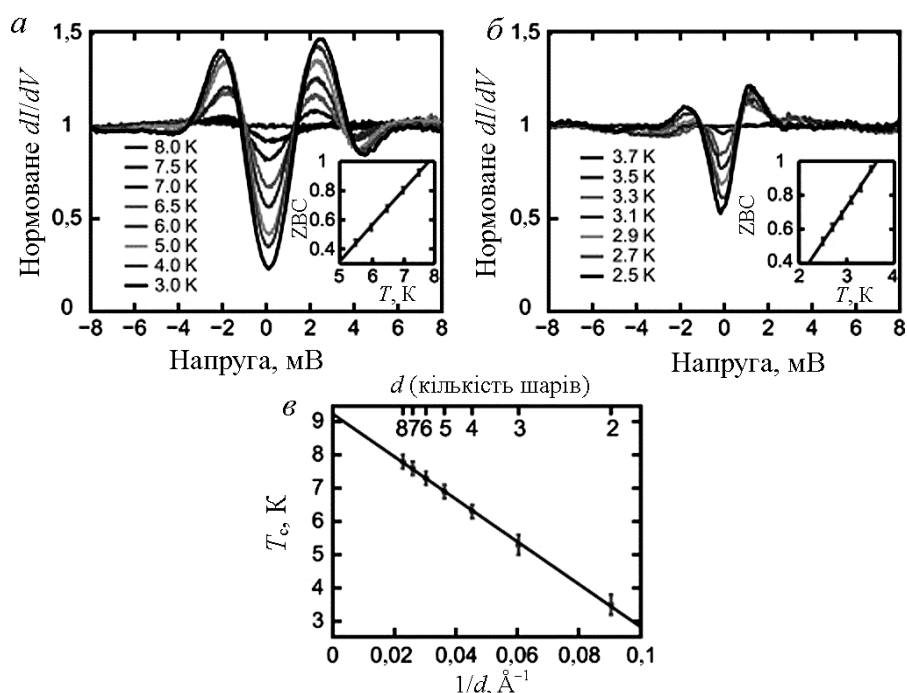 а
1,5
1
0,5
0
Нормоване dI/dV
8.0 K
7.5 K
7.0 K
6.5 K
6.0 K
5.0 K
4.0 K
3.0 K
ZBC
1
0.8
0.6
0.4
5 6 7 8
T, К
−8 −6 −4 −2 0 2 4 6 8
Напруга, мВ
б
1,5
1
0,5
0
Нормоване dI/dV
3.7 K
3.5 K
3.3 K
3.1 K
2.9 K
2.7 K
2.5 K
ZBC
1
0.8
0.6
0.4
2 3 4
T, К
−8 −6 −4 −2 0 2 4 6 8
Напруга, мВ
d (кількість шарів)
в
8 7 6 5 4 3 2
9
8
7
6
5
4
3
Tc, К
0 0,02 0,04 0,06 0,08 0,1
1/d, Å−1